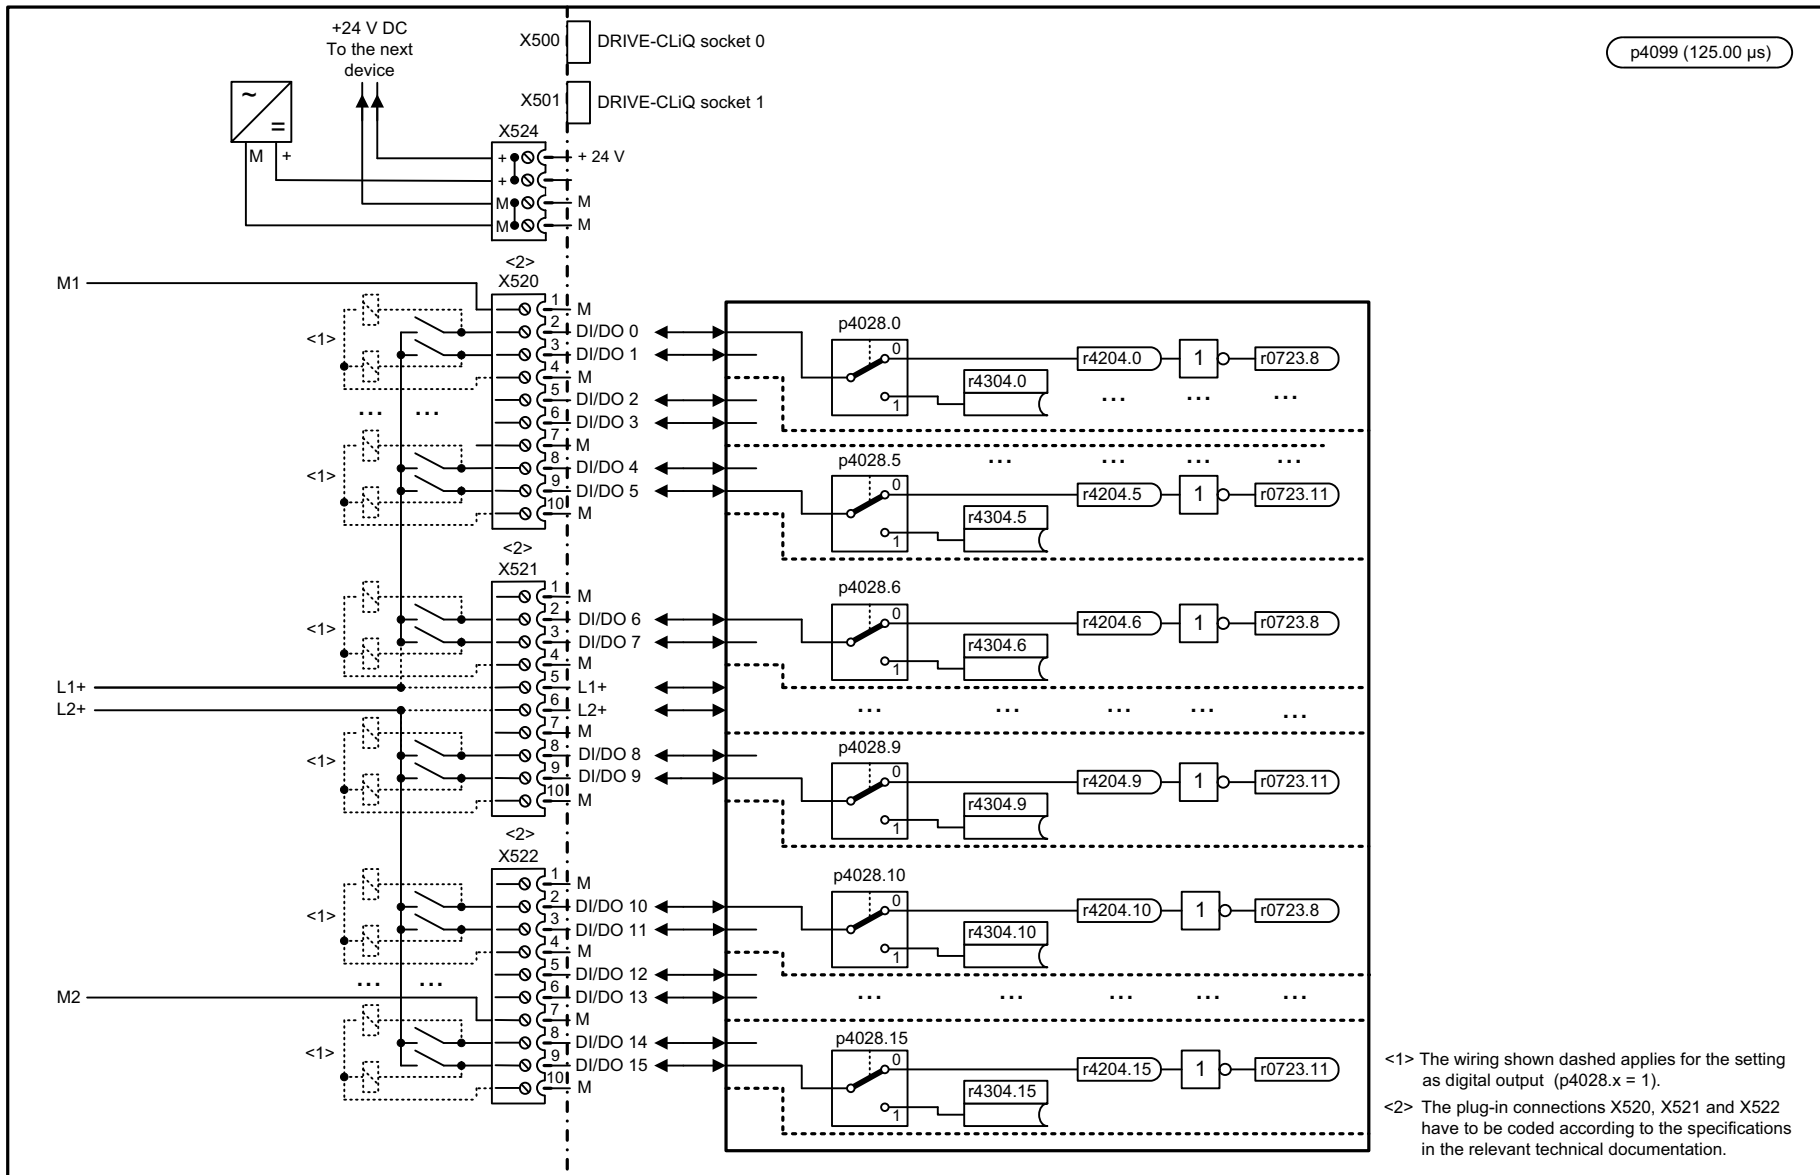 +24 V DC
To the next
device
X500 DRIVE-CLiQ socket 0
X501 DRIVE-CLiQ socket 1
p4099 (125.00 µs)
~
=
M +
X524
+ + 24 V
+
M M
M M
<2>
X520
M1
1 M
2 DI/DO 0
3 DI/DO 1
4 M
5 DI/DO 2
6 DI/DO 3
7 M
8 DI/DO 4
9 DI/DO 5
10 M
<1>
... ...
<1>
p4028.0
0
1
r4204.0 1 r0723.8
r4304.0
... ... ...
... ... ... ...
p4028.5
0
1
r4204.5 1 r0723.11
r4304.5
<2>
X521
1 M
2 DI/DO 6
3 DI/DO 7
4 M
5 L1+
6 L2+
7 M
8 DI/DO 8
9 DI/DO 9
10 M
<1>
L1+
L2+
<1>
p4028.6
0
1
r4204.6 1 r0723.8
r4304.6
... ... ... ... ...
p4028.9
0
1
r4204.9 1 r0723.11
r4304.9
<2>
X522
1 M
2 DI/DO 10
3 DI/DO 11
4 M
5 DI/DO 12
6 DI/DO 13
7 M
8 DI/DO 14
9 DI/DO 15
10 M
<1>
... ...
M2
<1>
p4028.10
0
1
r4204.10 1 r0723.8
r4304.10
... ... ... ... ...
p4028.15
0
1
r4204.15 1 r0723.11
r4304.15
<1> The wiring shown dashed applies for the setting
as digital output (p4028.x = 1).
<2> The plug-in connections X520, X521 and X522
have to be coded according to the specifications
in the relevant technical documentation.